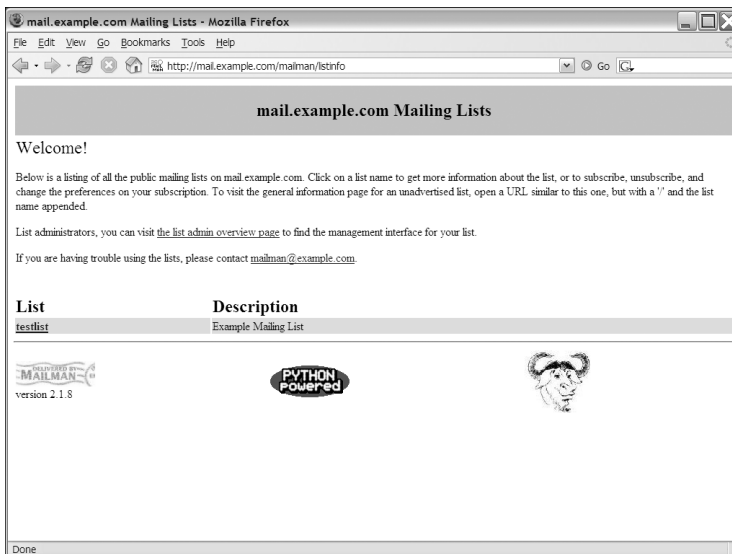 mail.example.com Mailing Lists - Mozilla Firefox
File Edit View Go Bookmarks Tools Help
http://mail.example.com/mailman/listinfo Go
mail.example.com Mailing Lists
Welcome!
Below is a listing of all the public mailing lists on mail.example.com. Click on a list name to get more information about the list, or to subscribe, unsubscribe, and
change the preferences on your subscription. To visit the general information page for an unadvertised list, open a URL similar to this one, but with a '/' and the list
name appended.
List administrators, you can visit the list admin overview page to find the management interface for your list.
If you are having trouble using the lists, please contact mailman@example.com.
List Description
testlist Example Mailing List
DELIVERED BY
MAILMAN
PYTHON
Powered
version 2.1.8
Done